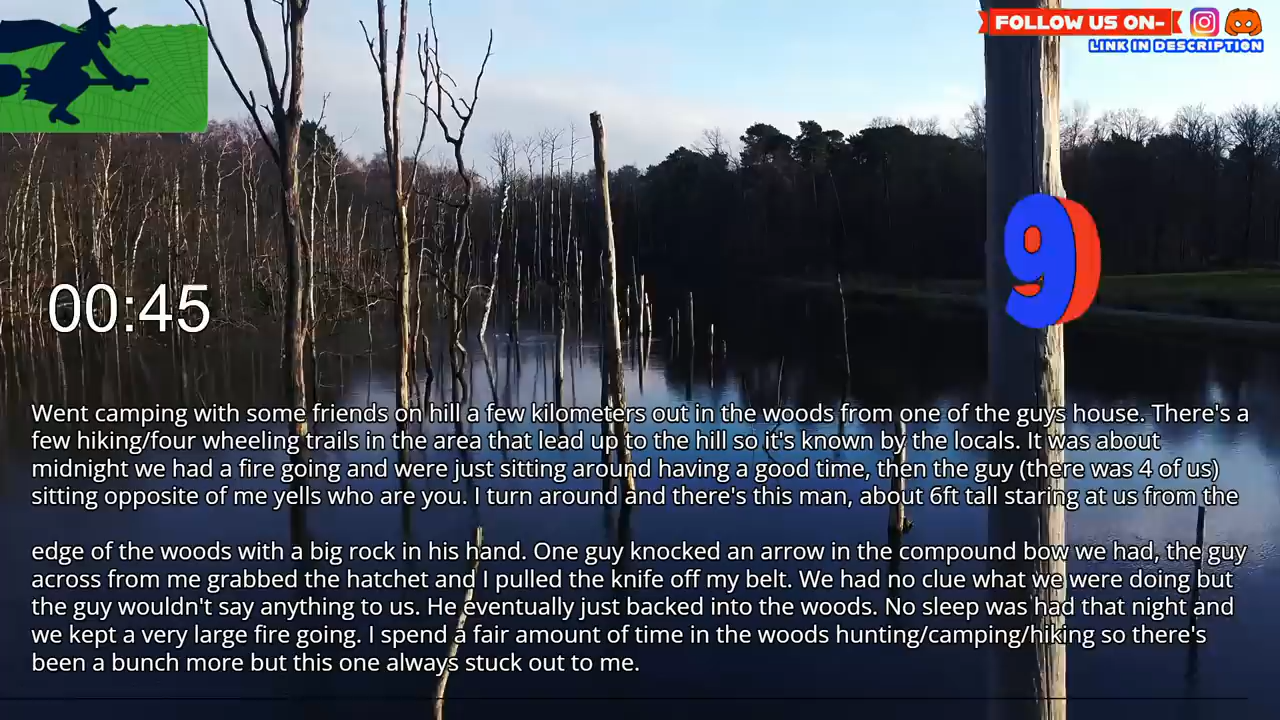 FOLLOW US ON-
LINK IN DESCRIPTION
9
00:45
Went camping with some friends on hill a few kilometers out in the woods from one of the guys house. There's a
few hiking/four wheeling trails in the area that lead up to the hill so it's known by the locals. It was about
midnight we had a fire going and were just sitting around having a good time, then the guy (there was 4 of us)
sitting opposite of me yells who are you. I turn around and there's this man, about 6ft tall staring at us from the
edge of the woods with a big rock in his hand. One guy knocked an arrow in the compound bow we had, the guy
across from me grabbed the hatchet and I pulled the knife off my belt. We had no clue what we were doing but
the guy wouldn't say anything to us. He eventually just backed into the woods. No sleep was had that night and
we kept a very large fire going. I spend a fair amount of time in the woods hunting/camping/hiking so there's
been a bunch more but this one always stuck out to me.